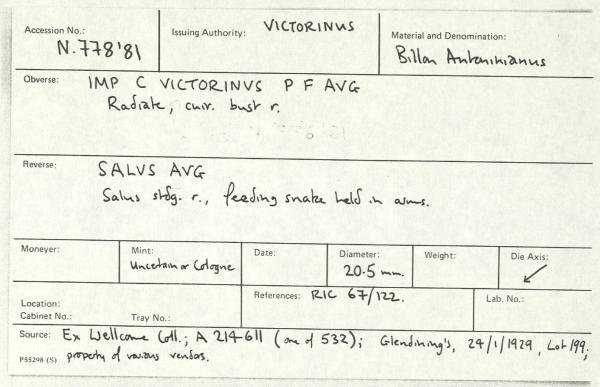 Accession No.: N.778'81
Issuing Authority: VICTORINUS
Material and Denomination: Billon Antoninianus
Obverse: IMP C VICTORINVS P F AVG
Radiate, cuir. bust r.
Reverse: SALVS AVG
Salus stdg. r., feeding snake held in arms.
Moneyer:
Mint: Uncertain or Cologne
Date:
Diameter: 20.5 mm.
Weight:
Die Axis: ↙
Location:
Cabinet No.: Tray No.:
References: RIC 67/122.
Lab. No.:
Source: Ex Wellcome Coll.; A 214611 (one of 532); Glendining's, 24/1/1929, Lot 199;
P55298 (S) property of various vendors.